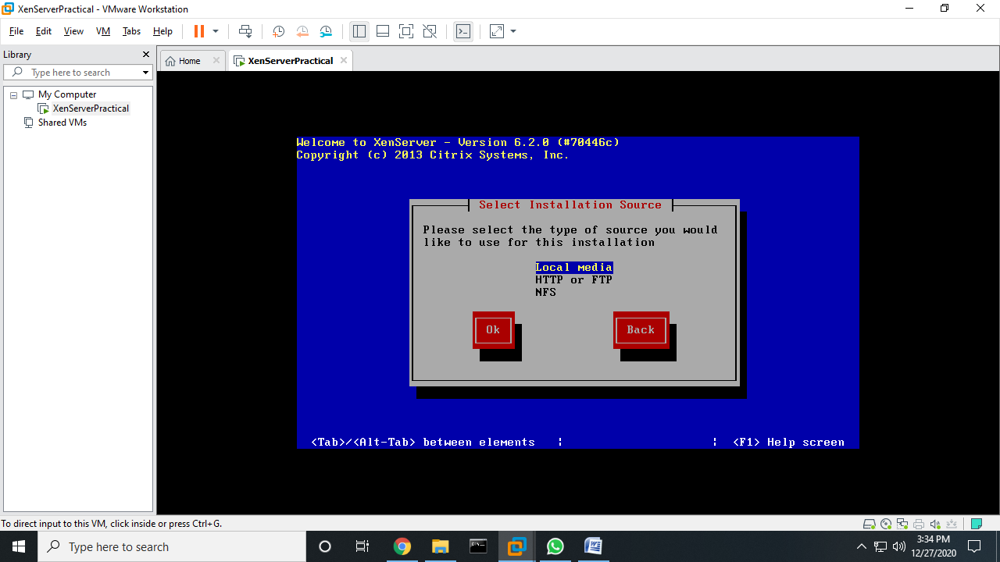 XenServerPractical - VMware Workstation
File Edit View VM Tabs Help
Library
Type here to search
My Computer
XenServerPractical
Shared VMs
Home
XenServerPractical
Welcome to XenServer - Version 6.2.0 (#70446c)
Copyright (c) 2013 Citrix Systems, Inc.
Select Installation Source
Please select the type of source you would
like to use for this installation
Local media
HTTP or FTP
NFS
Ok Back
<Tab>/<Alt-Tab> between elements ¦ ¦ <F1> Help screen
To direct input to this VM, click inside or press Ctrl+G.
Type here to search
3:34 PM
12/27/2020